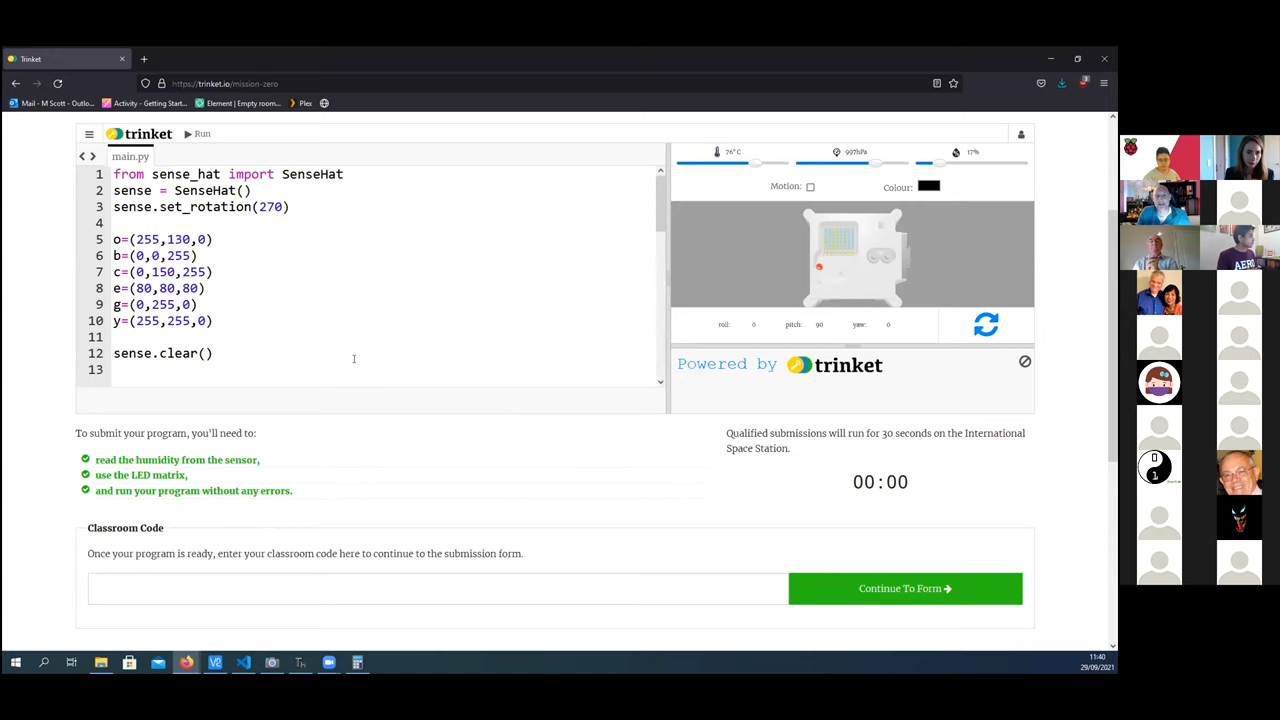 Trinket
https://trinket.io/mission-zero
Mail - M Scott - Outlo...
Activity - Getting Start...
Element | Empty room...
Plex
trinket
Run
main.py
1 from sense_hat import SenseHat
2 sense = SenseHat()
3 sense.set_rotation(270)
4
5 o=(255,130,0)
6 b=(0,0,255)
7 c=(0,150,255)
8 e=(80,80,80)
9 g=(0,255,0)
10 y=(255,255,0)
11
12 sense.clear()
13
76°C 997hPa 17%
Motion: Colour:
roll: 0 pitch: 90 yaw: 0
Powered by trinket
To submit your program, you'll need to:
read the humidity from the sensor,
use the LED matrix,
and run your program without any errors.
Qualified submissions will run for 30 seconds on the International
Space Station.
00:00
Classroom Code
Once your program is ready, enter your classroom code here to continue to the submission form.
Continue To Form
11:40
29/09/2021
AERO
0
1